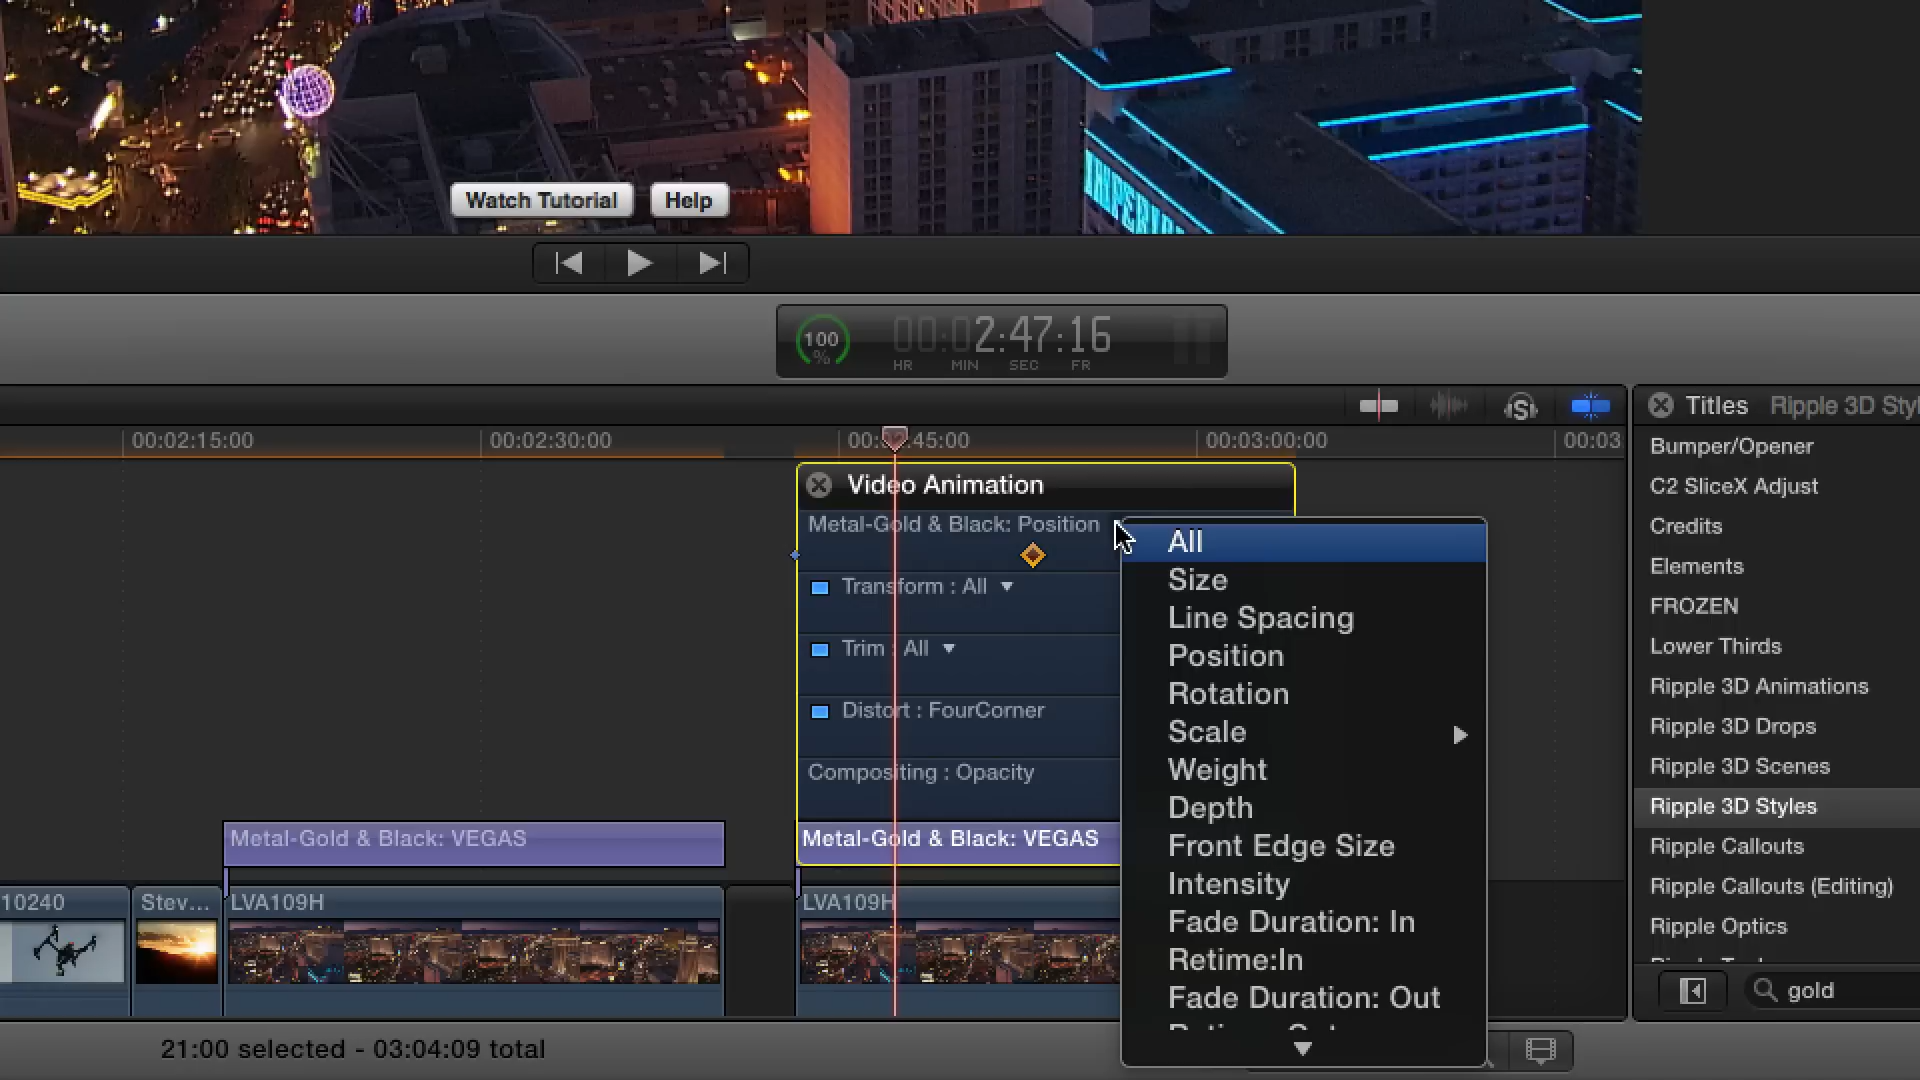 IMPERIAL
Watch Tutorial
Help
100
%
00:02:47:16
HR
MIN
SEC
FR
00:02:15:00
00:02:30:00
00:03:00:00
00:03
Video Animation
Metal-Gold & Black: Position
Transform : All
Trim : All
Distort : FourCorner
Compositing : Opacity
Metal-Gold & Black: VEGAS
Metal-Gold & Black: VEGAS
10240
Stev...
LVA109H
LVA109H
All
Size
Line Spacing
Position
Rotation
Scale
Weight
Depth
Front Edge Size
Intensity
Fade Duration: In
Retime:In
Fade Duration: Out
Titles
Ripple 3D Styl
Bumper/Opener
C2 SliceX Adjust
Credits
Elements
FROZEN
Lower Thirds
Ripple 3D Animations
Ripple 3D Drops
Ripple 3D Scenes
Ripple 3D Styles
Ripple Callouts
Ripple Callouts (Editing)
Ripple Optics
gold
21:00 selected - 03:04:09 total